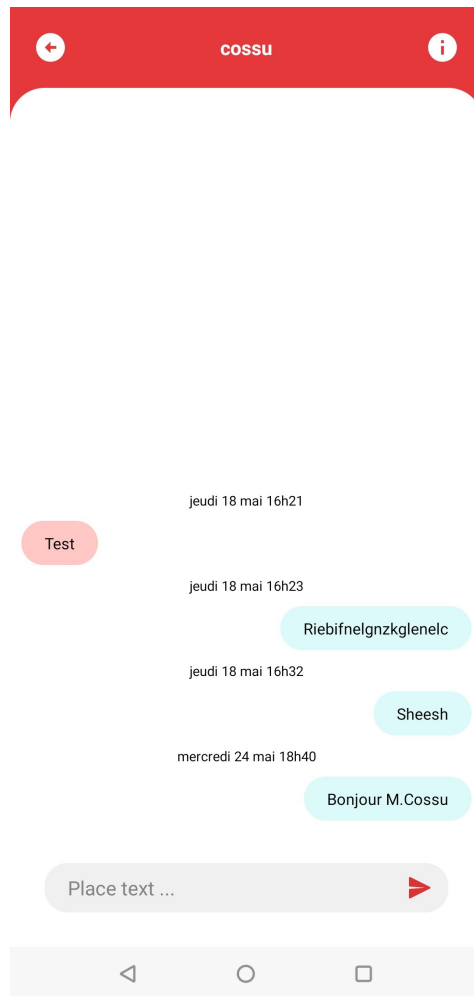 cossu
jeudi 18 mai 16h21
Test
jeudi 18 mai 16h23
Riebifnelgnzkglenelc
jeudi 18 mai 16h32
Sheesh
mercredi 24 mai 18h40
Bonjour M.Cossu
Place text ...